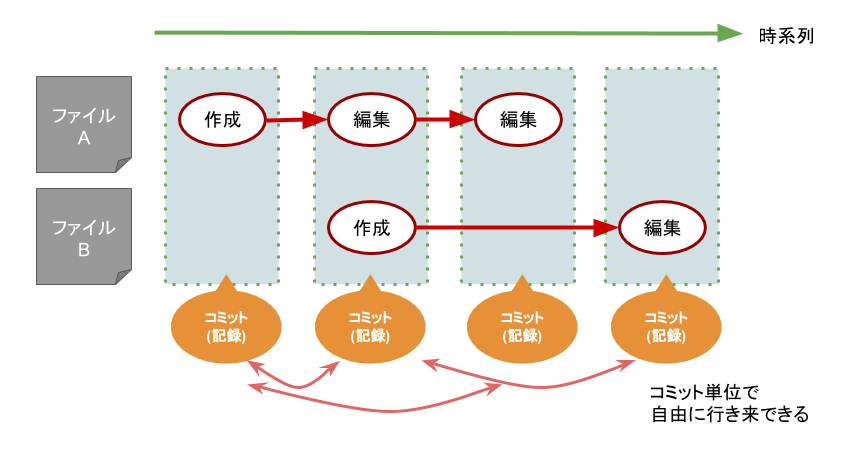 時系列
ファイル
A
作成
編集
編集
ファイル
B
作成
編集
コミット
(記録)
コミット
(記録)
コミット
(記録)
コミット
(記録)
コミット単位で
自由に行き来できる